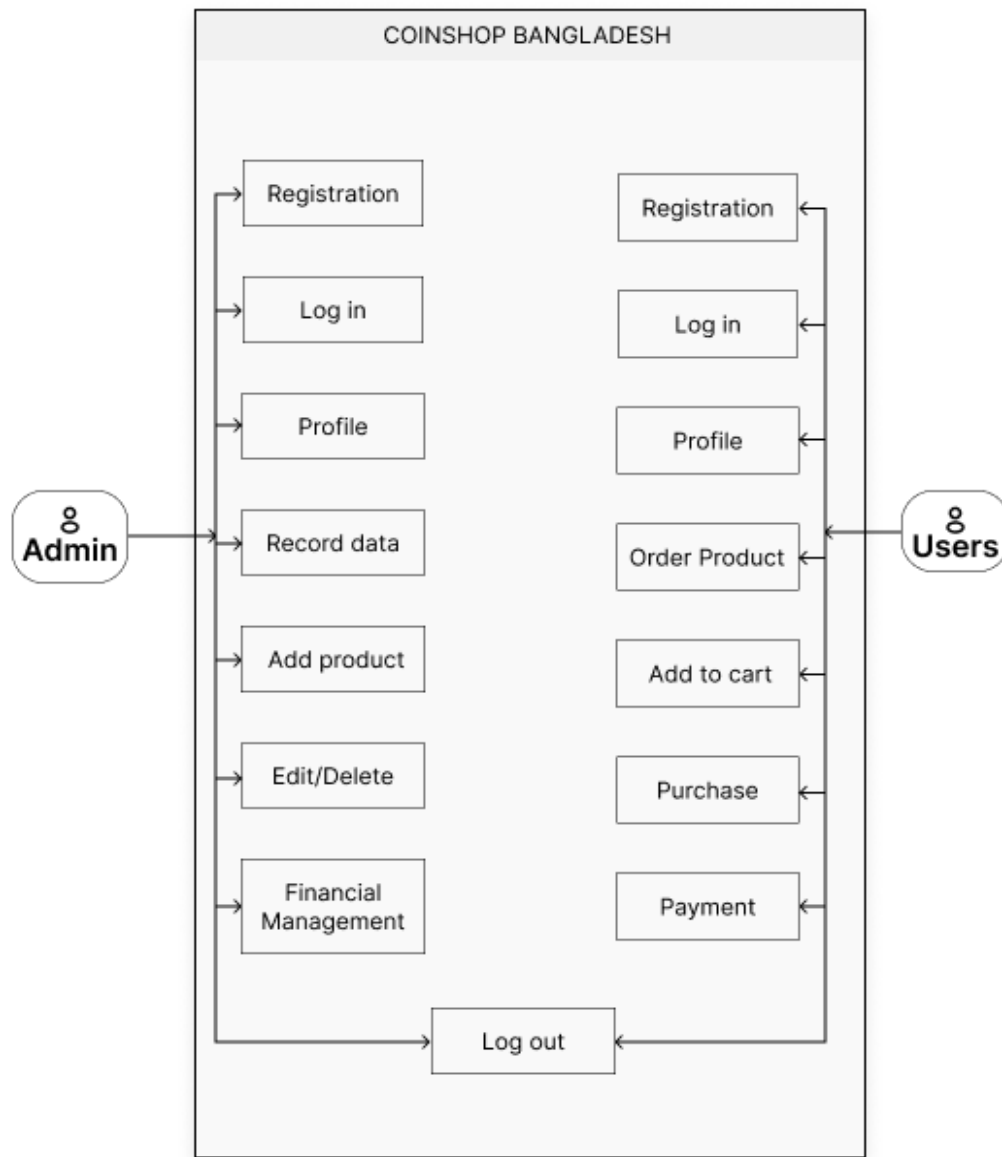 COINSHOP BANGLADESH
Registration
Log in
Profile
Record data
Add product
Edit/Delete
Financial
Management
Admin
Registration
Log in
Profile
Order Product
Add to cart
Purchase
Payment
Users
Log out